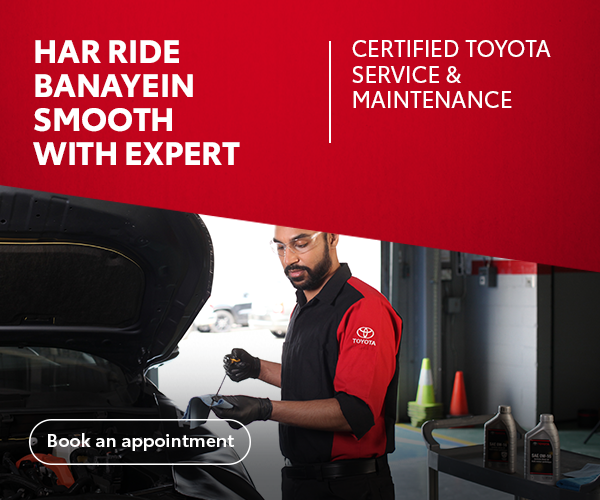 HAR RIDE
BANAYEIN
SMOOTH
WITH EXPERT
CERTIFIED TOYOTA
SERVICE &
MAINTENANCE
TOYOTA
Book an appointment